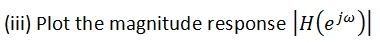 (iii) Plot the magnitude response |H(e^{jω})|